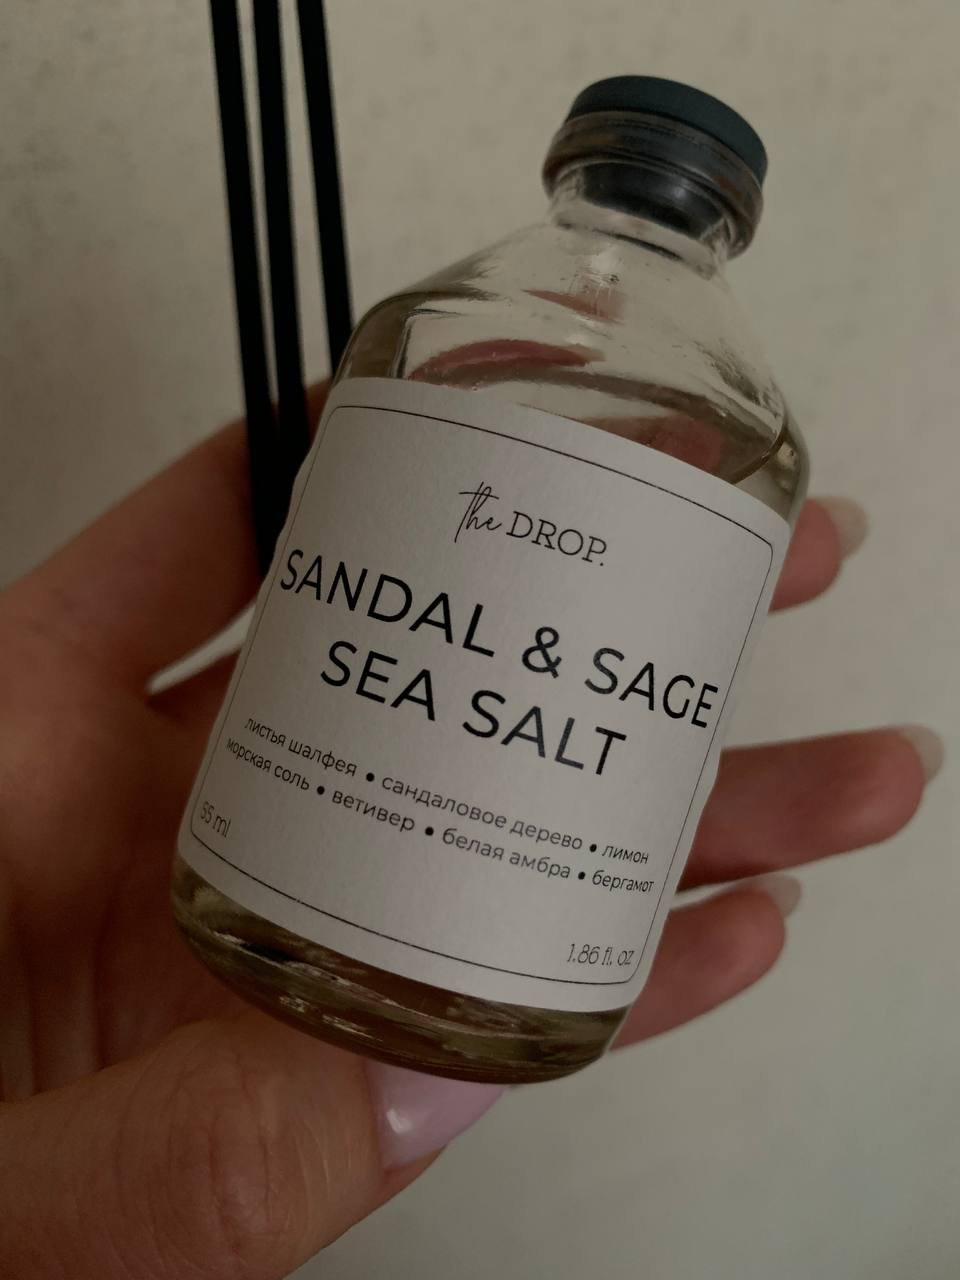 the DROP.
SANDAL & SAGE
SEA SALT
листья шалфея • сандаловое дерево • лимон
морская соль • ветивер • белая амбра • бергамот
55 ml
1.86 fl. oz